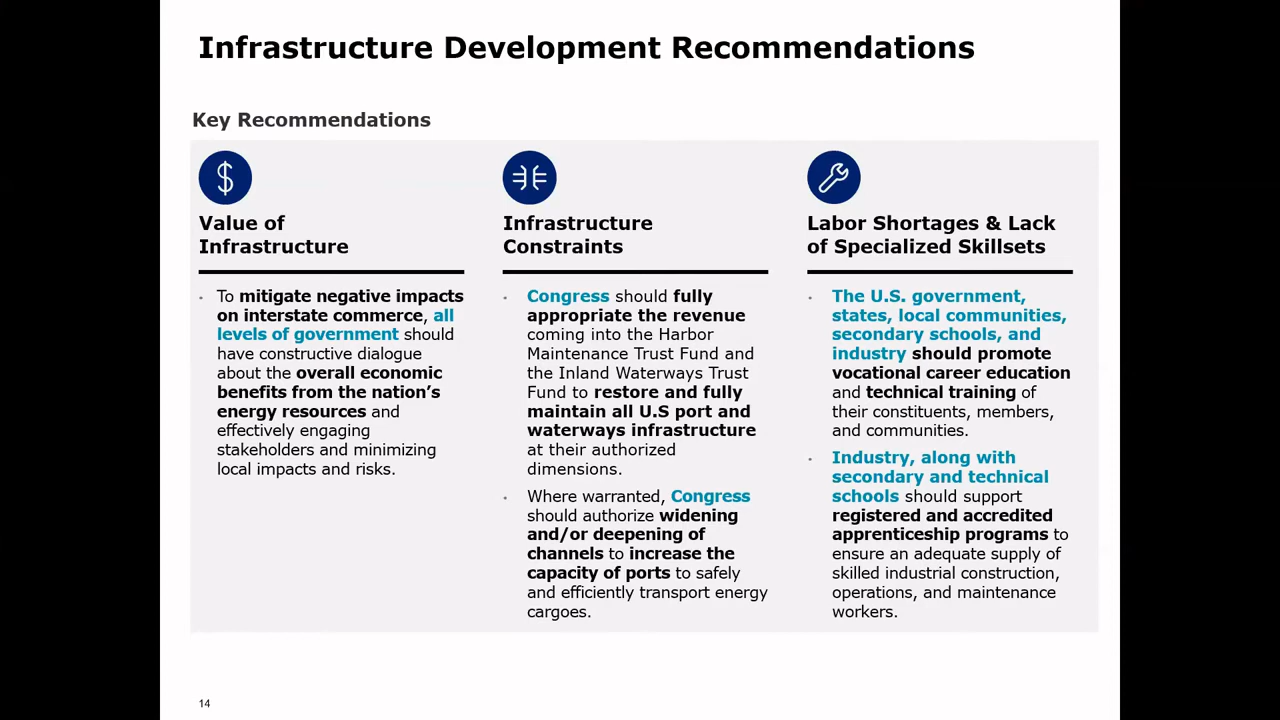 Infrastructure Development Recommendations
Key Recommendations
Value of
Infrastructure
• To mitigate negative impacts
on interstate commerce, all
levels of government should
have constructive dialogue
about the overall economic
benefits from the nation’s
energy resources and
effectively engaging
stakeholders and minimizing
local impacts and risks.
Infrastructure
Constraints
• Congress should fully
appropriate the revenue
coming into the Harbor
Maintenance Trust Fund and
the Inland Waterways Trust
Fund to restore and fully
maintain all U.S port and
waterways infrastructure
at their authorized
dimensions.
• Where warranted, Congress
should authorize widening
and/or deepening of
channels to increase the
capacity of ports to safely
and efficiently transport energy
cargoes.
Labor Shortages & Lack
of Specialized Skillsets
• The U.S. government,
states, local communities,
secondary schools, and
industry should promote
vocational career education
and technical training of
their constituents, members,
and communities.
• Industry, along with
secondary and technical
schools should support
registered and accredited
apprenticeship programs to
ensure an adequate supply of
skilled industrial construction,
operations, and maintenance
workers.
14